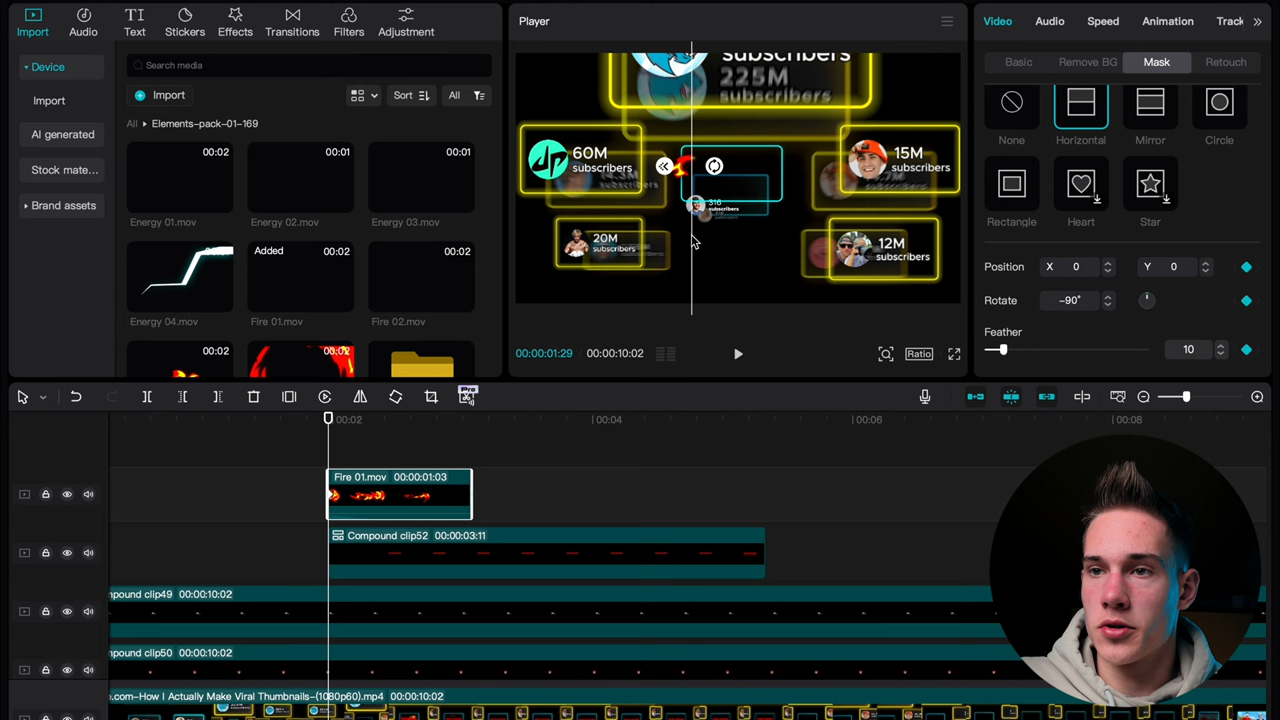 Import
Audio
Text
Stickers
Effects
Transitions
Filters
Adjustment
Device
Import
AI generated
Stock mate...
Brand assets
Search media
Import
Sort
All
All
Elements-pack-01-169
00:02
00:01
00:01
Energy 01.mov
Energy 02.mov
Energy 03.mov
00:02
Added
00:02
00:02
Energy 04.mov
Fire 01.mov
Fire 02.mov
00:02
00:02
Player
subscribers
225M
subscribers
60M
subscribers
15M
subscribers
316
subscribers
20M
subscribers
12M
subscribers
00:00:01:29
00:00:10:02
Ratio
Video
Audio
Speed
Animation
Track
Basic
Remove BG
Mask
Retouch
None
Horizontal
Mirror
Circle
Rectangle
Heart
Star
Position
X 0
Y 0
Rotate
-90°
Feather
10
Pro
00:02
00:04
00:06
00:08
Fire 01.mov 00:00:01:03
Compound clip52 00:00:03:11
mpound clip49 00:00:10:02
mpound clip50 00:00:10:02
.com-How I Actually Make Viral Thumbnails-(1080p60).mp4 00:00:10:02